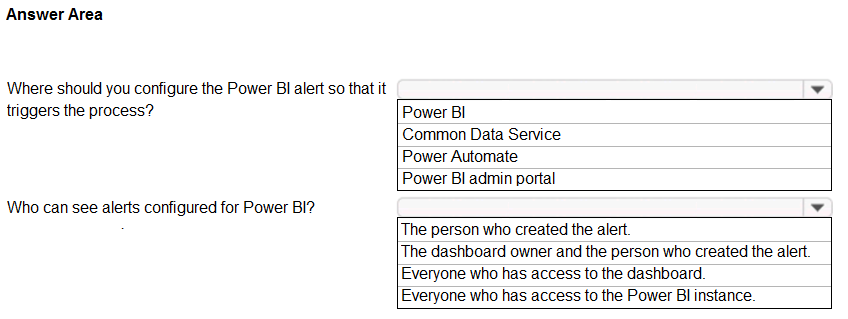 Answer Area
Where should you configure the Power BI alert so that it
triggers the process?
Power BI
Common Data Service
Power Automate
Power BI admin portal
Who can see alerts configured for Power BI?
The person who created the alert.
The dashboard owner and the person who created the alert.
Everyone who has access to the dashboard.
Everyone who has access to the Power BI instance.